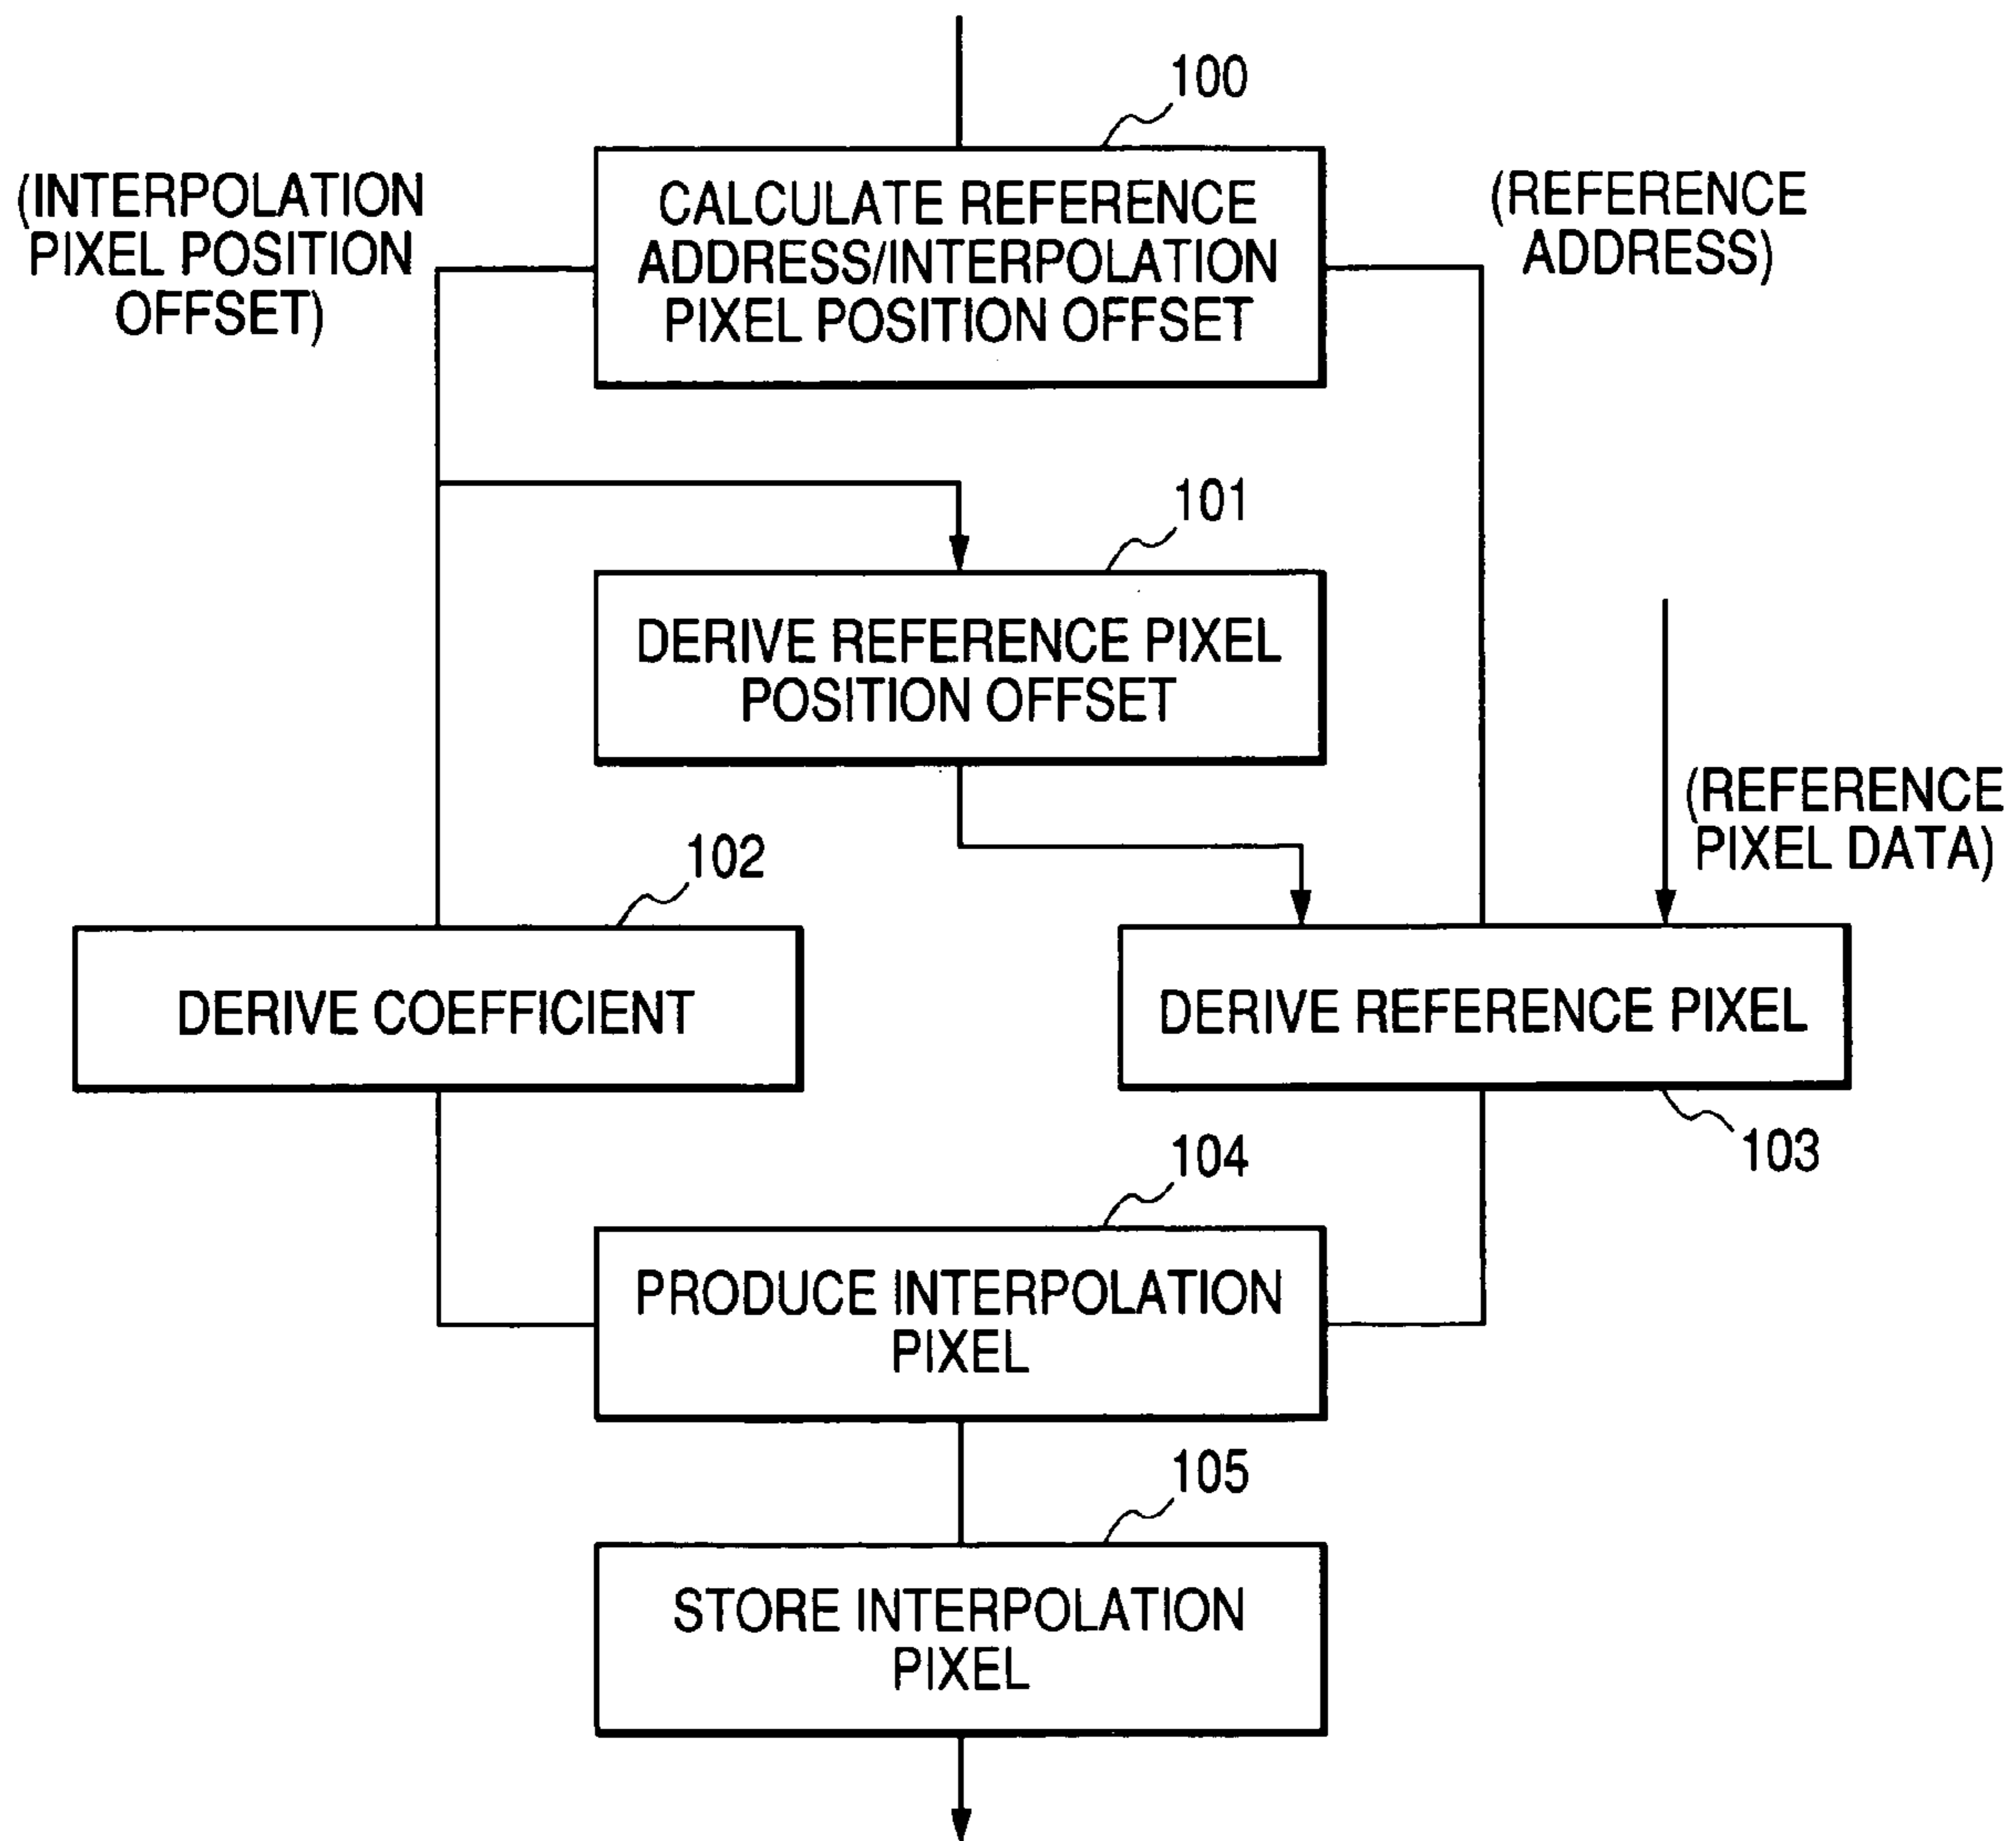 100
(INTERPOLATION
PIXEL POSITION
OFFSET)
CALCULATE REFERENCE
ADDRESS/INTERPOLATION
PIXEL POSITION OFFSET
(REFERENCE
ADDRESS)
101
DERIVE REFERENCE PIXEL
POSITION OFFSET
(REFERENCE
PIXEL DATA)
102
DERIVE COEFFICIENT
DERIVE REFERENCE PIXEL
103
104
PRODUCE INTERPOLATION
PIXEL
105
STORE INTERPOLATION
PIXEL